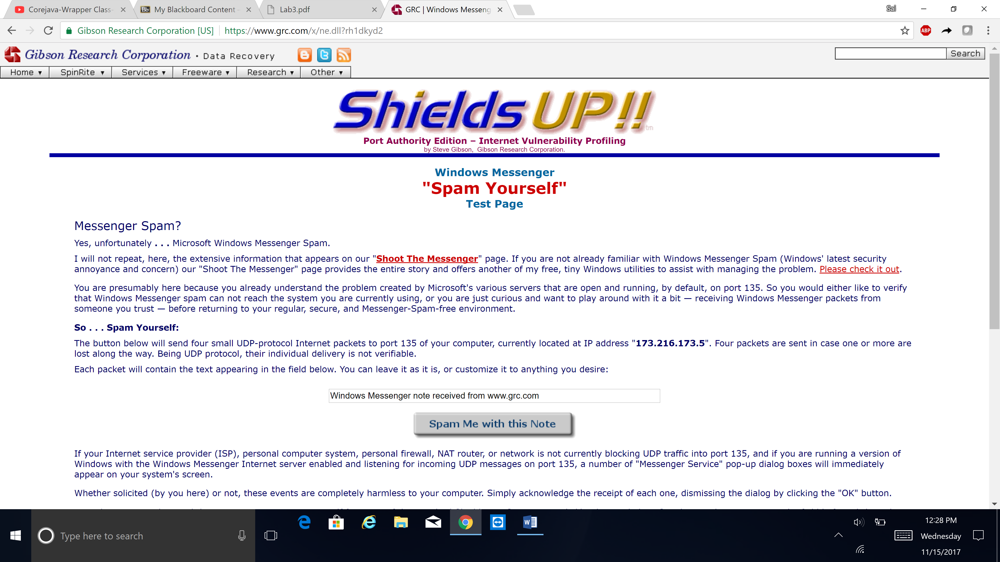 Corejava-Wrapper Class-
My Blackboard Content -
Lab3.pdf
GRC | Windows Messeng
Sai
Gibson Research Corporation [US]
https://www.grc.com/x/ne.dll?rh1dkyd2
ABP
Gibson Research Corporation · Data Recovery
Search
Home ▾ SpinRite ▾ Services ▾ Freeware ▾ Research ▾ Other ▾
Shields UP!! tm
Port Authority Edition – Internet Vulnerability Profiling
by Steve Gibson, Gibson Research Corporation.
Windows Messenger
"Spam Yourself"
Test Page
Messenger Spam?
Yes, unfortunately . . . Microsoft Windows Messenger Spam.
I will not repeat, here, the extensive information that appears on our "Shoot The Messenger" page. If you are not already familiar with Windows Messenger Spam (Windows' latest security
annoyance and concern) our "Shoot The Messenger" page provides the entire story and offers another of my free, tiny Windows utilities to assist with managing the problem. Please check it out.
You are presumably here because you already understand the problem created by Microsoft's various servers that are open and running, by default, on port 135. So you would either like to verify
that Windows Messenger spam can not reach the system you are currently using, or you are just curious and want to play around with it a bit — receiving Windows Messenger packets from
someone you trust — before returning to your regular, secure, and Messenger-Spam-free environment.
So . . . Spam Yourself:
The button below will send four small UDP-protocol Internet packets to port 135 of your computer, currently located at IP address "173.216.173.5". Four packets are sent in case one or more are
lost along the way. Being UDP protocol, their individual delivery is not verifiable.
Each packet will contain the text appearing in the field below. You can leave it as it is, or customize it to anything you desire:
Windows Messenger note received from www.grc.com
Spam Me with this Note
If your Internet service provider (ISP), personal computer system, personal firewall, NAT router, or network is not currently blocking UDP traffic into port 135, and if you are running a version of
Windows with the Windows Messenger Internet server enabled and listening for incoming UDP messages on port 135, a number of "Messenger Service" pop-up dialog boxes will immediately
appear on your system's screen.
Whether solicited (by you here) or not, these events are completely harmless to your computer. Simply acknowledge the receipt of each one, dismissing the dialog by clicking the "OK" button.
Type here to search
12:28 PM
Wednesday
11/15/2017